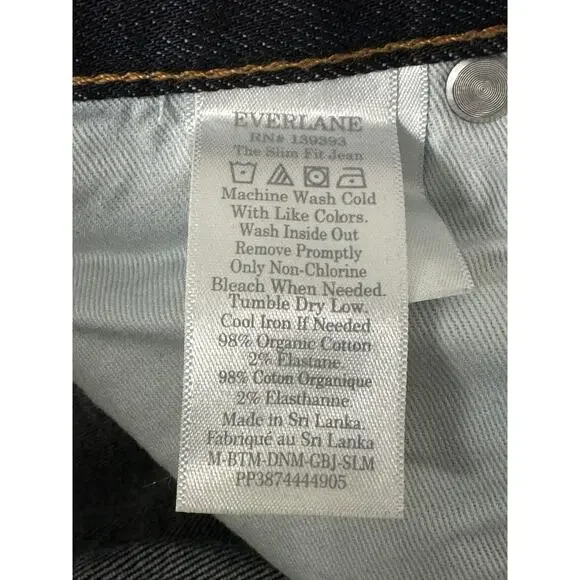 EVERLANE
RN# 139393
The Slim Fit Jean
Machine Wash Cold
With Like Colors.
Wash Inside Out
Remove Promptly
Only Non-Chlorine
Bleach When Needed.
Tumble Dry Low.
Cool Iron If Needed.
98% Organic Cotton
2% Elastane.
98% Coton Organique
2% Elasthanne.
Made in Sri Lanka.
Fabriqué au Sri Lanka
M-BTM-DNM-GBJ-SLM
PP3874444905